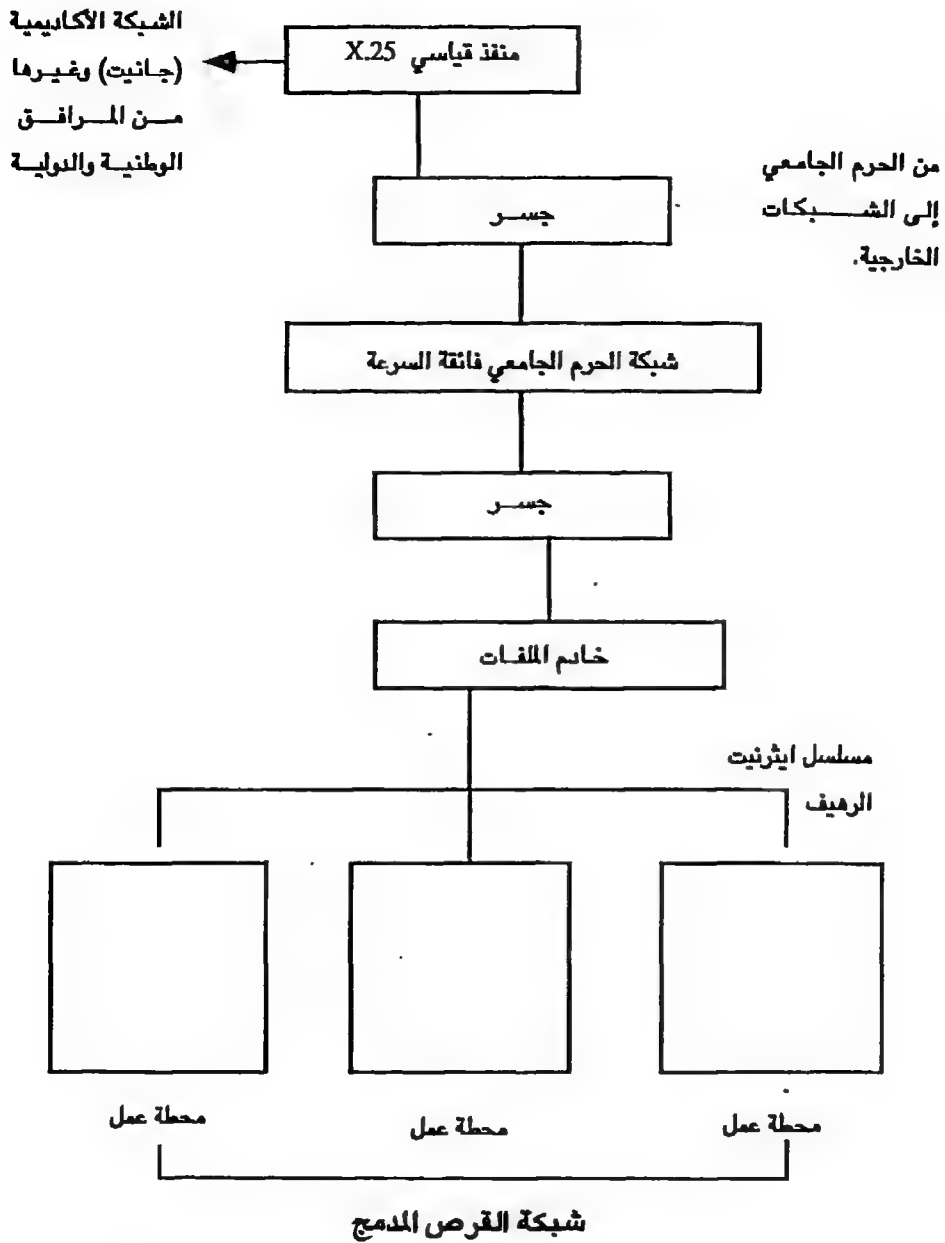 الشبكة الأكاديمية
(جانيت) وغيرها
من المرافق
الوطنية والدولية
منفذ قياسي X.25
من الحرم الجامعي
إلى الشبكات
الخارجية.
جسر
شبكة الحرم الجامعي فائقة السرعة
جسر
خادم الملفات
مسلسل ايثرنيت
الرهيف
محطة عمل
محطة عمل
محطة عمل
شبكة القرص المدمج